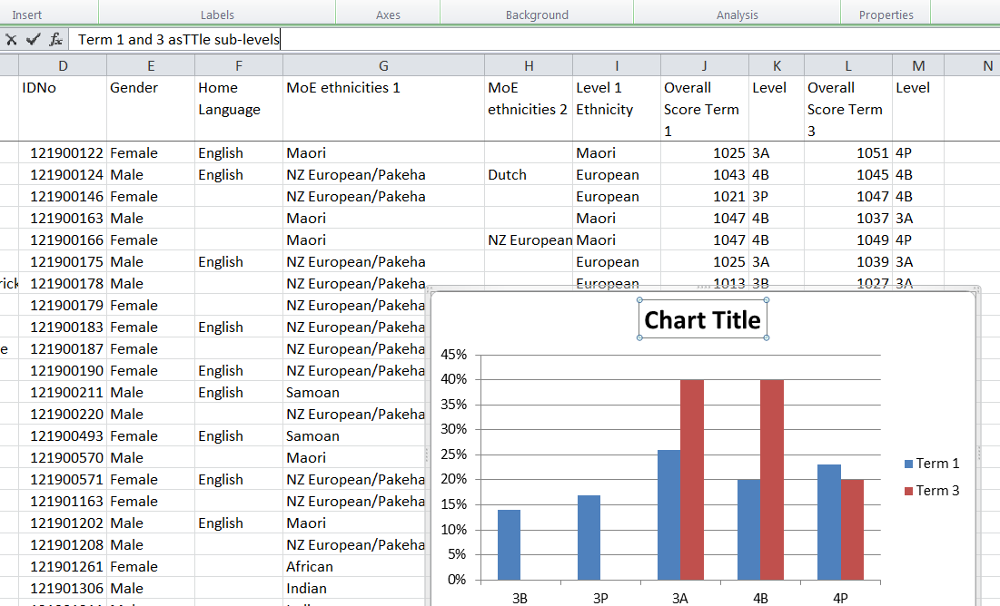 Insert Labels Axes Background Analysis Properties
fx Term 1 and 3 asTTle sub-levels
D E F G H I J K L M N
IDNo Gender Home Language MoE ethnicities 1 MoE ethnicities 2 Level 1 Ethnicity Overall Score Term 1 Level Overall Score Term 3 Level
121900122 Female English Maori Maori 1025 3A 1051 4P
121900124 Male English NZ European/Pakeha Dutch European 1043 4B 1045 4B
121900146 Female NZ European/Pakeha European 1021 3P 1047 4B
121900163 Male Maori Maori 1047 4B 1037 3A
121900166 Female Maori NZ European Maori 1047 4B 1049 4P
121900175 Male English NZ European/Pakeha European 1025 3A 1039 3A
rick 121900178 Male NZ European/Pakeha European 1013 3B 1027 3A
121900179 Female NZ European/Pakeha
121900183 Female English NZ European/Pakeha
e 121900187 Female NZ European/Pakeha
121900190 Female English NZ European/Pakeha
121900211 Male English Samoan
121900220 Male NZ European/Pakeha
121900493 Female English Samoan
121900570 Male Maori
121900571 Female English NZ European/Pakeha
121901163 Female NZ European/Pakeha
121901202 Male English Maori
121901208 Male NZ European/Pakeha
121901261 Female African
121901306 Male Indian
Chart Title
45%
40%
35%
30%
25%
20%
15%
10%
5%
0%
3B 3P 3A 4B 4P
Term 1
Term 3